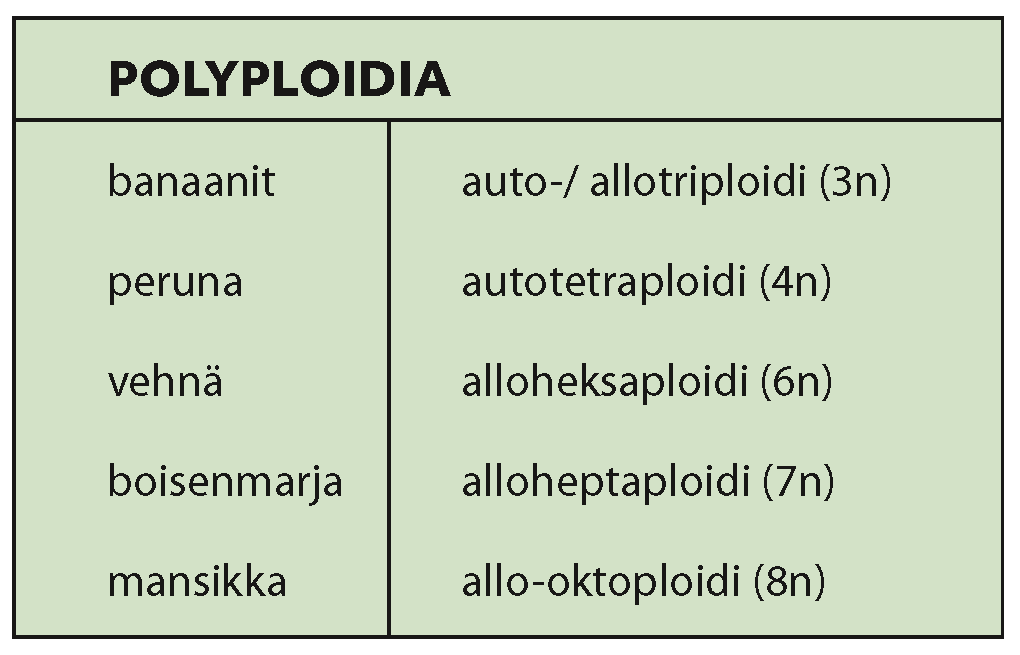 POLYPLOIDIA
banaanit auto-/ allotriploidi (3n)
peruna autotetraploidi (4n)
vehnä alloheksaploidi (6n)
boisenmarja alloheptaploidi (7n)
mansikka allo-oktoploidi (8n)